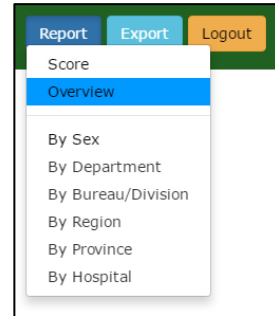 Report Export Logout
Score
Overview
By Sex
By Department
By Bureau/Division
By Region
By Province
By Hospital